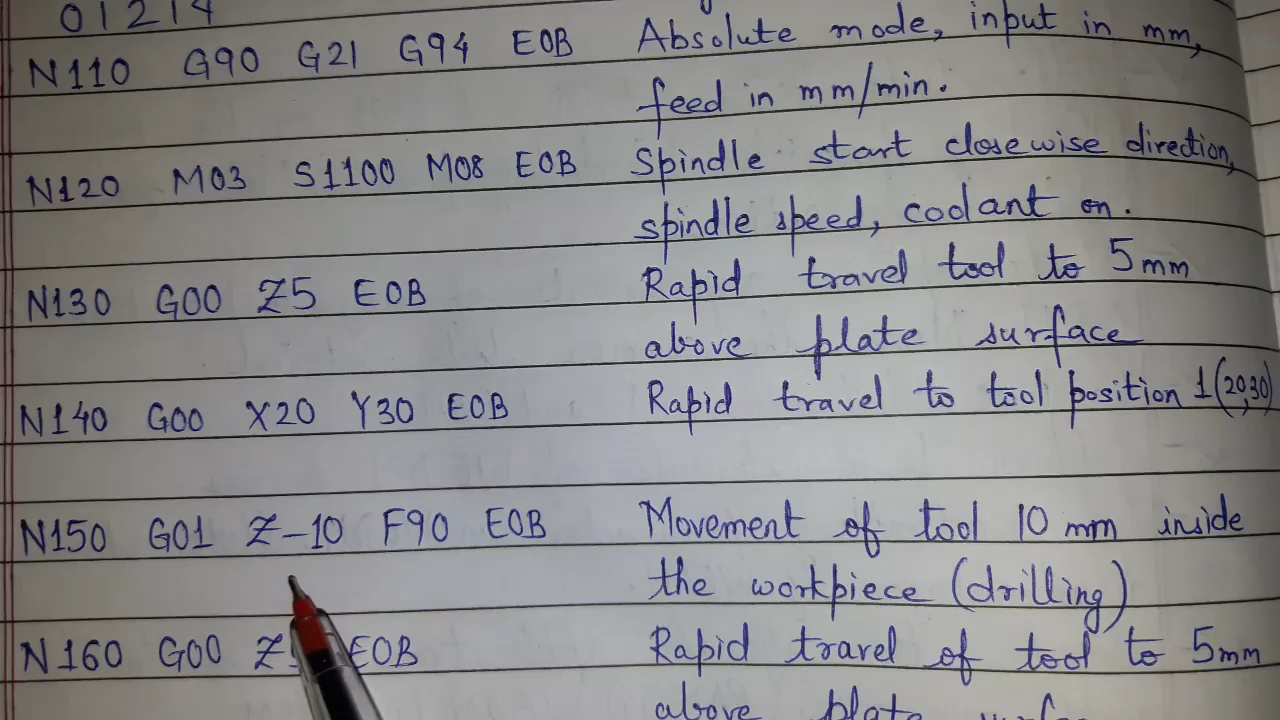 01214
N110 G90 G21 G94 EOB Absolute mode, input in mm,
feed in mm/min.
N120 M03 S1100 M08 EOB Spindle start closewise direction,
spindle speed, coolant on.
N130 G00 Z5 EOB Rapid travel tool to 5mm
above plate surface
N140 G00 X20 Y30 EOB Rapid travel to tool position 1(20,30)
N150 G01 Z-10 F90 EOB Movement of tool 10 mm inside
the workpiece (drilling)
N160 G00 EOB Rapid travel of tool to 5mm
above plate